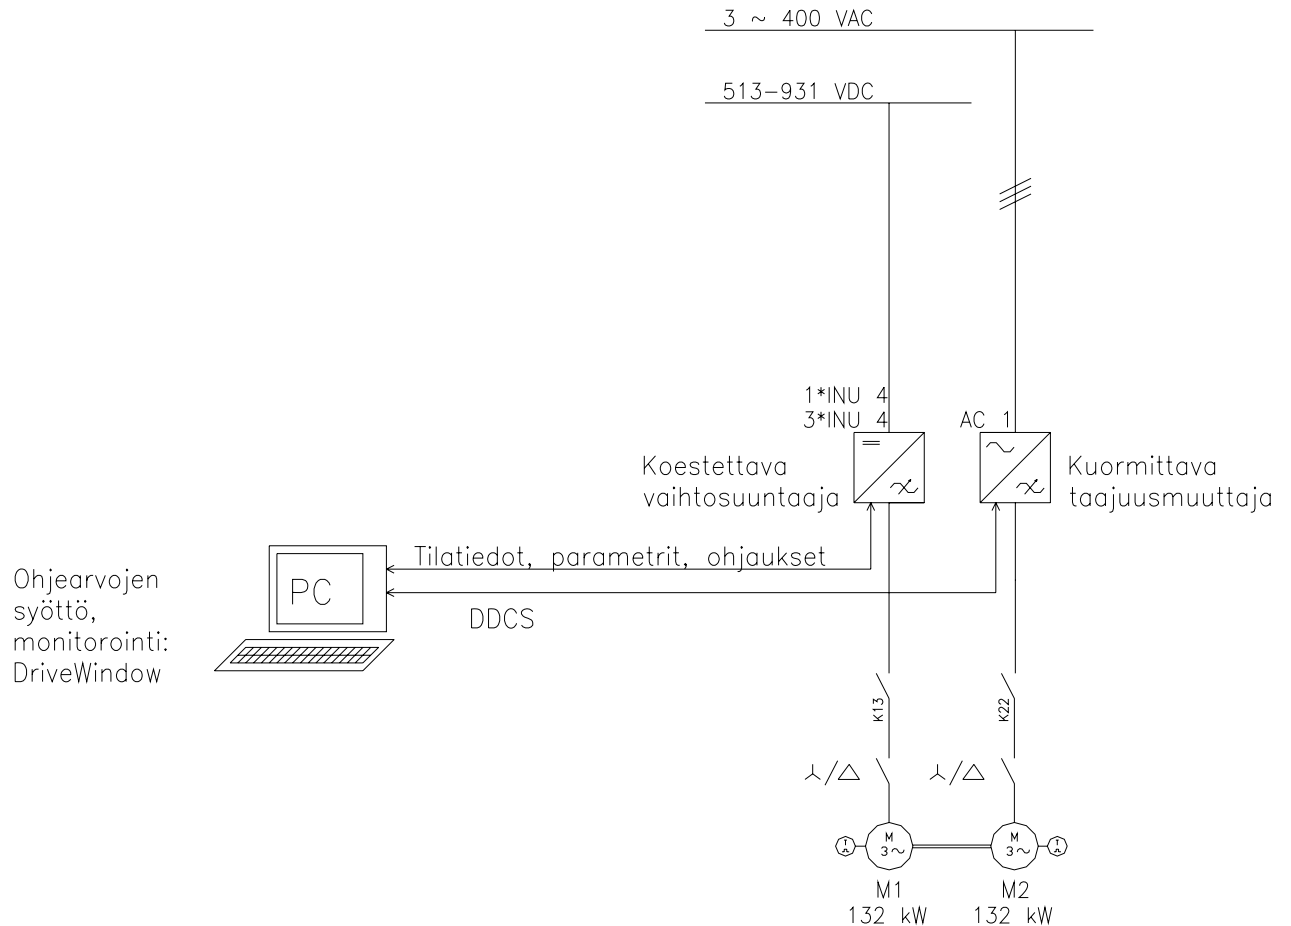 3 ~ 400 VAC
513-931 VDC
1*INU 4
3*INU 4
AC 1
Koestettava
vaihtosuuntaaja
Kuormittava
taajuusmuuttaja
Tilatiedot, parametrit, ohjaukset
DDCS
PC
Ohjearvojen
syöttö,
monitorointi:
DriveWindow
K13
K22
M
3~
M
3~
M1
132 kW
M2
132 kW